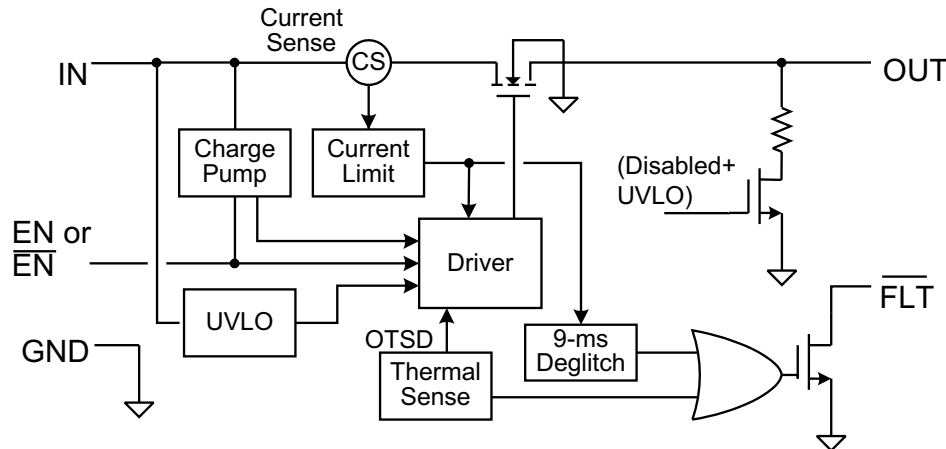 Current
Sense
IN
CS
OUT
Charge
Pump
Current
Limit
(Disabled+
UVLO)
EN or
EN
Driver
FLT
UVLO
GND
OTSD
9-ms
Deglitch
Thermal
Sense